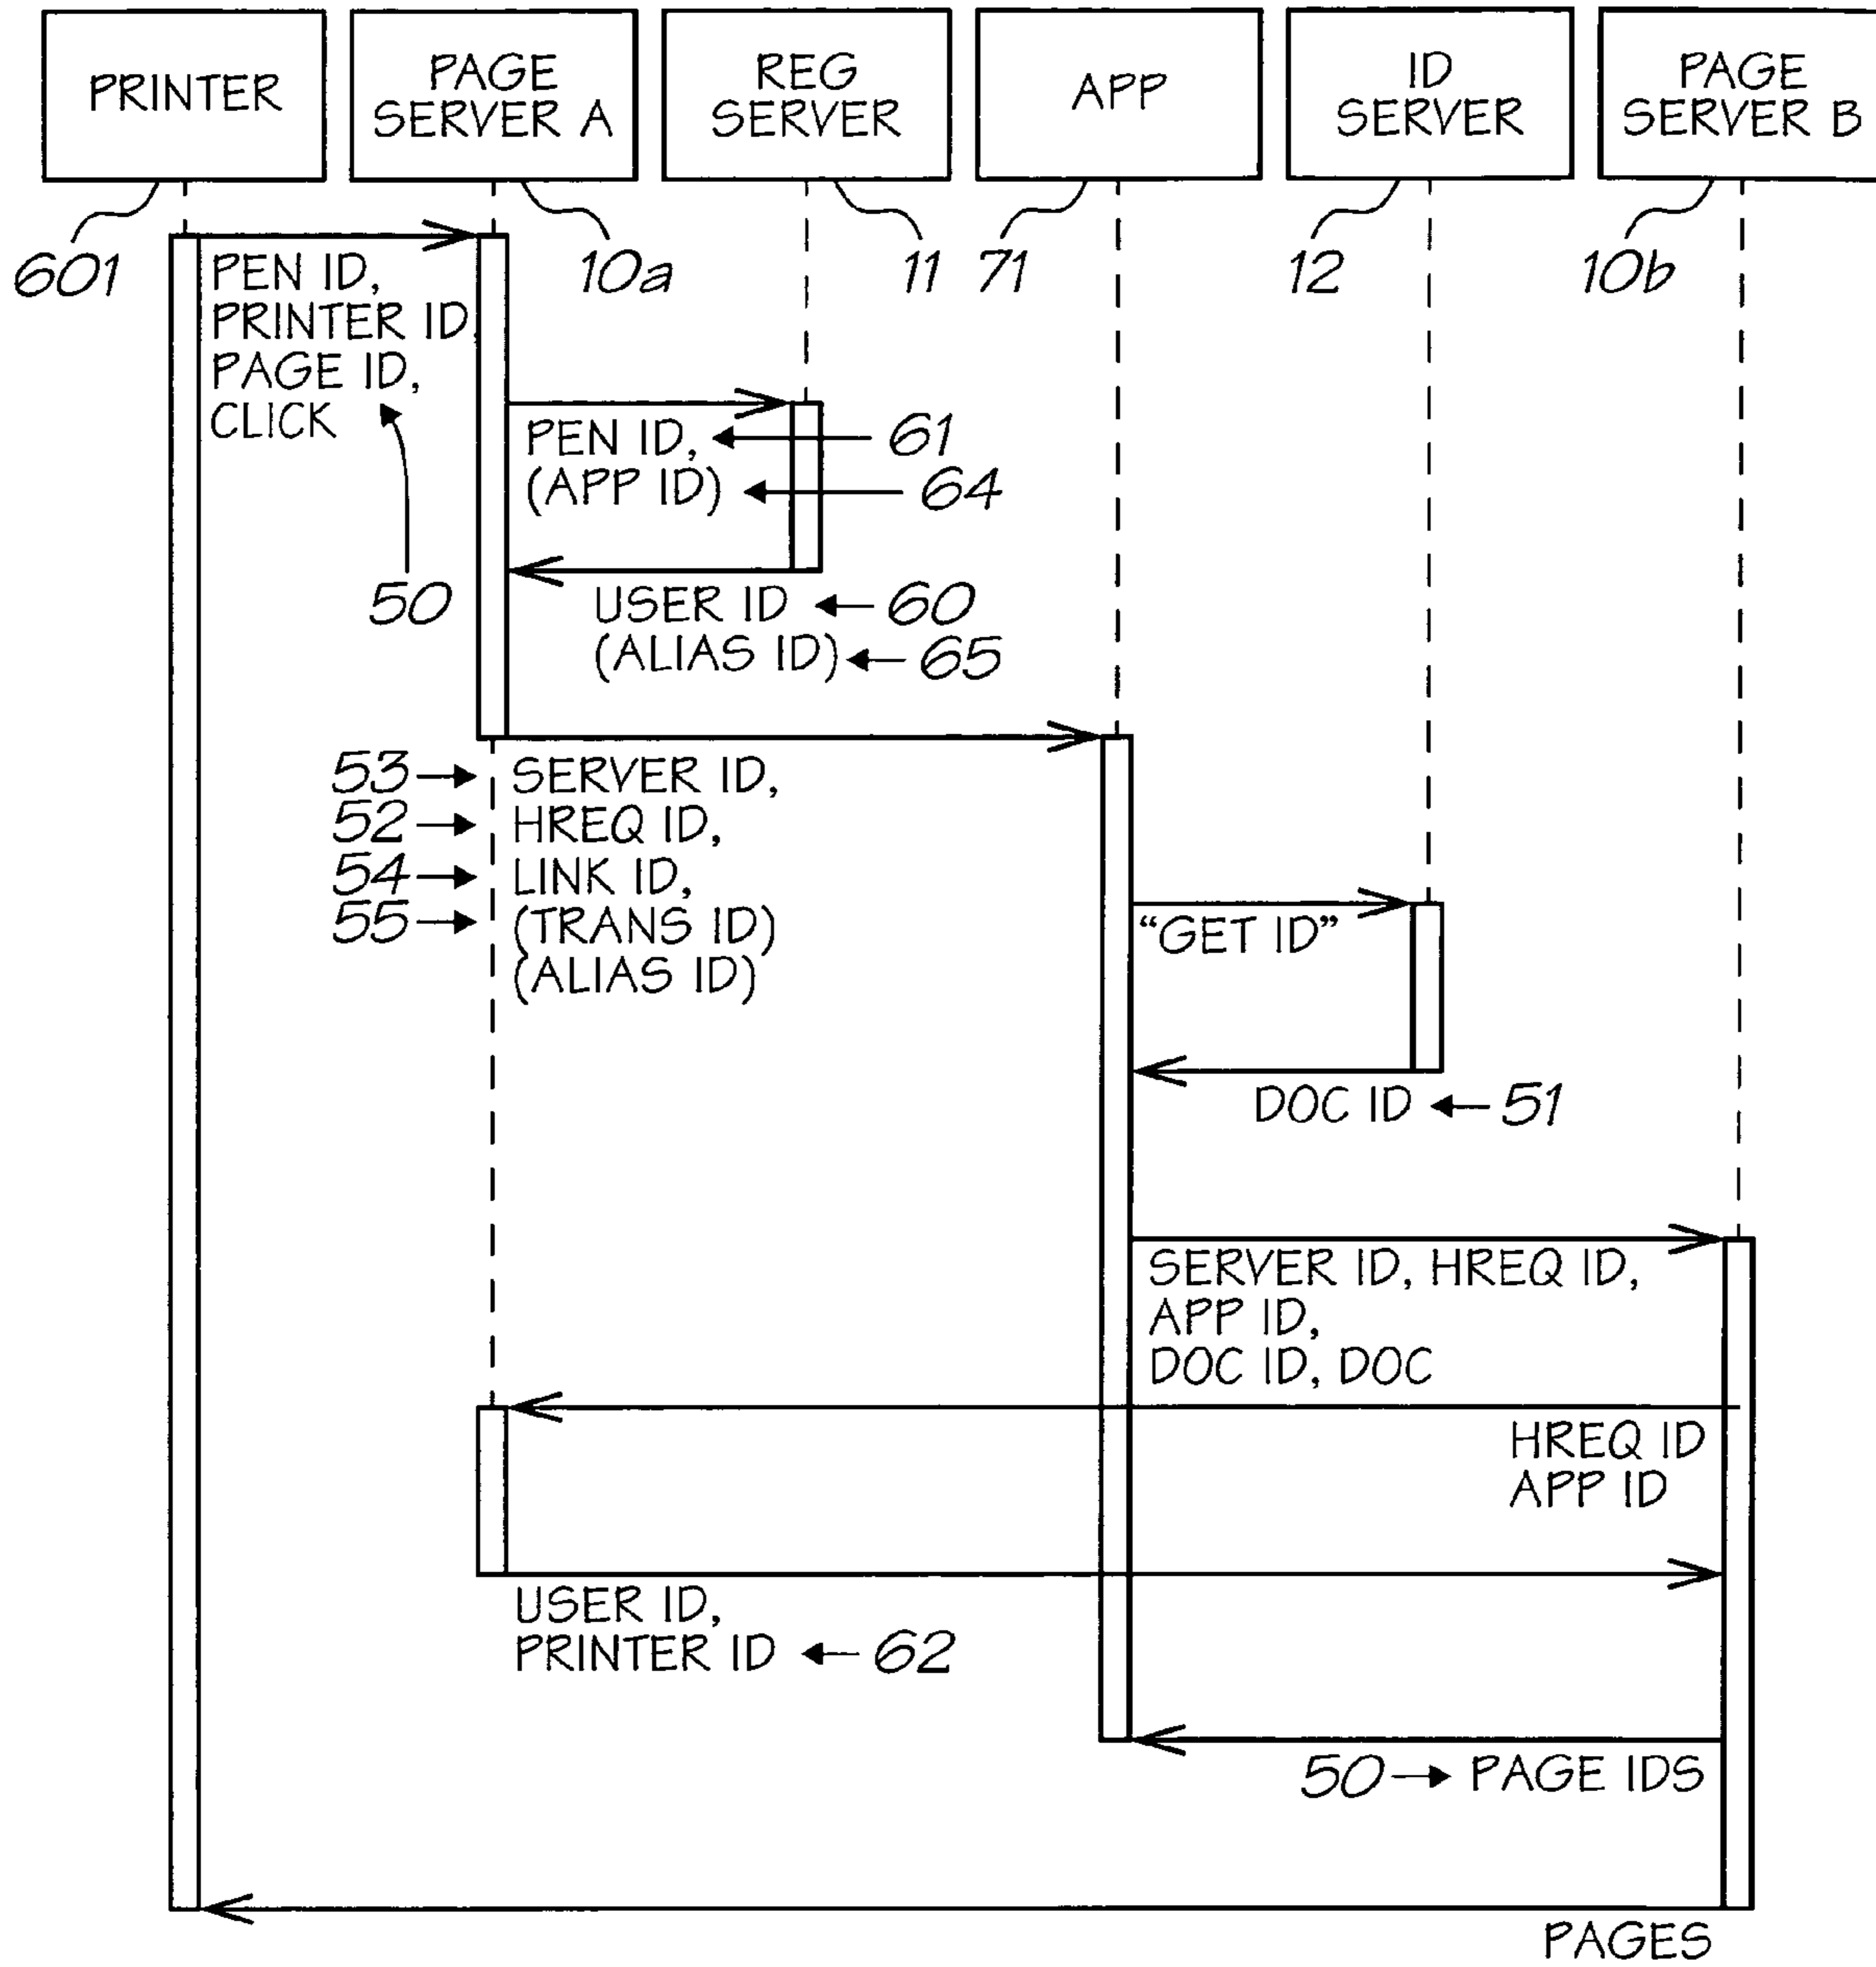 PRINTER
PAGE
SERVER A
REG
SERVER
APP
ID
SERVER
PAGE
SERVER B
601
10a
11
71
12
10b
PEN ID,
PRINTER ID
PAGE ID,
CLICK
50
PEN ID,
(APP ID)
61
64
USER ID
(ALIAS ID)
60
65
53
52
54
55
SERVER ID,
HREQ ID,
LINK ID,
(TRANS ID)
(ALIAS ID)
“GET ID”
DOC ID
51
SERVER ID, HREQ ID,
APP ID,
DOC ID, DOC
HREQ ID
APP ID
USER ID,
PRINTER ID
62
50
PAGE IDS
PAGES